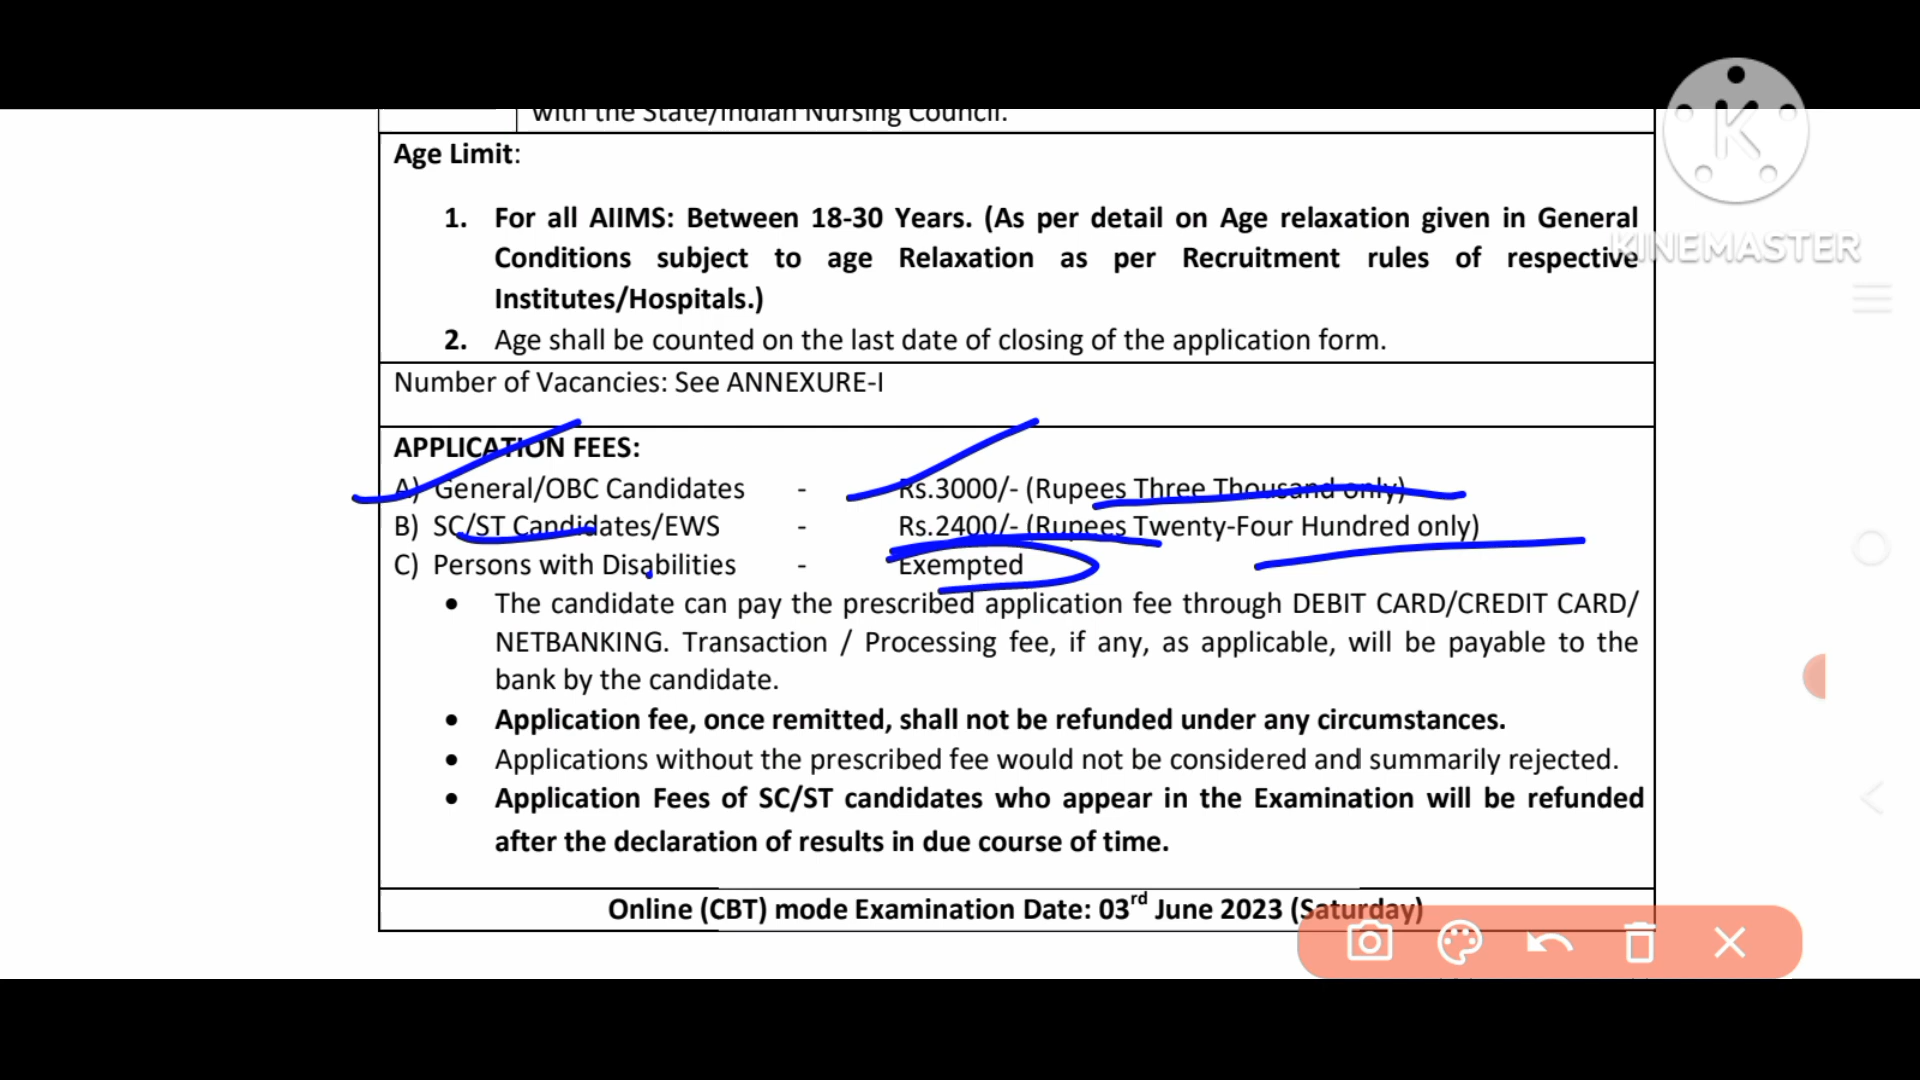 with the State/Indian Nursing Council.
Age Limit:
1. For all AIIMS: Between 18-30 Years. (As per detail on Age relaxation given in General
Conditions subject to age Relaxation as per Recruitment rules of respective
Institutes/Hospitals.)
2. Age shall be counted on the last date of closing of the application form.
Number of Vacancies: See ANNEXURE-I
APPLICATION FEES:
A) General/OBC Candidates - Rs.3000/- (Rupees Three Thousand only)
B) SC/ST Candidates/EWS - Rs.2400/- (Rupees Twenty-Four Hundred only)
C) Persons with Disabilities - Exempted
• The candidate can pay the prescribed application fee through DEBIT CARD/CREDIT CARD/
NETBANKING. Transaction / Processing fee, if any, as applicable, will be payable to the
bank by the candidate.
• Application fee, once remitted, shall not be refunded under any circumstances.
• Applications without the prescribed fee would not be considered and summarily rejected.
• Application Fees of SC/ST candidates who appear in the Examination will be refunded
after the declaration of results in due course of time.
Online (CBT) mode Examination Date: 03rd June 2023 (Saturday)
K
KINEMASTER